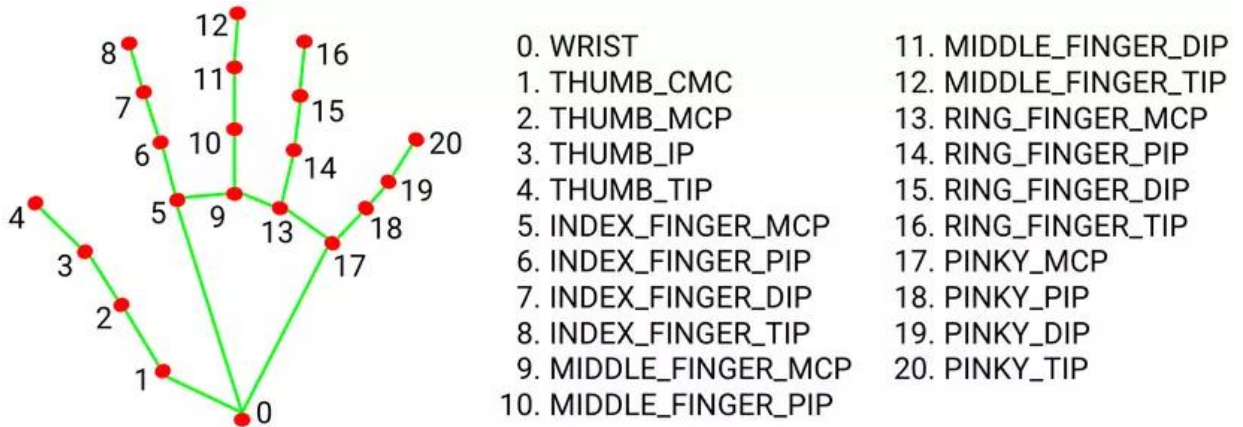 12
8
16
11
7
15
10
6
20
14
19
4
5
9
13
18
3
17
2
1
0
0. WRIST
1. THUMB_CMC
2. THUMB_MCP
3. THUMB_IP
4. THUMB_TIP
5. INDEX_FINGER_MCP
6. INDEX_FINGER_PIP
7. INDEX_FINGER_DIP
8. INDEX_FINGER_TIP
9. MIDDLE_FINGER_MCP
10. MIDDLE_FINGER_PIP
11. MIDDLE_FINGER_DIP
12. MIDDLE_FINGER_TIP
13. RING_FINGER_MCP
14. RING_FINGER_PIP
15. RING_FINGER_DIP
16. RING_FINGER_TIP
17. PINKY_MCP
18. PINKY_PIP
19. PINKY_DIP
20. PINKY_TIP